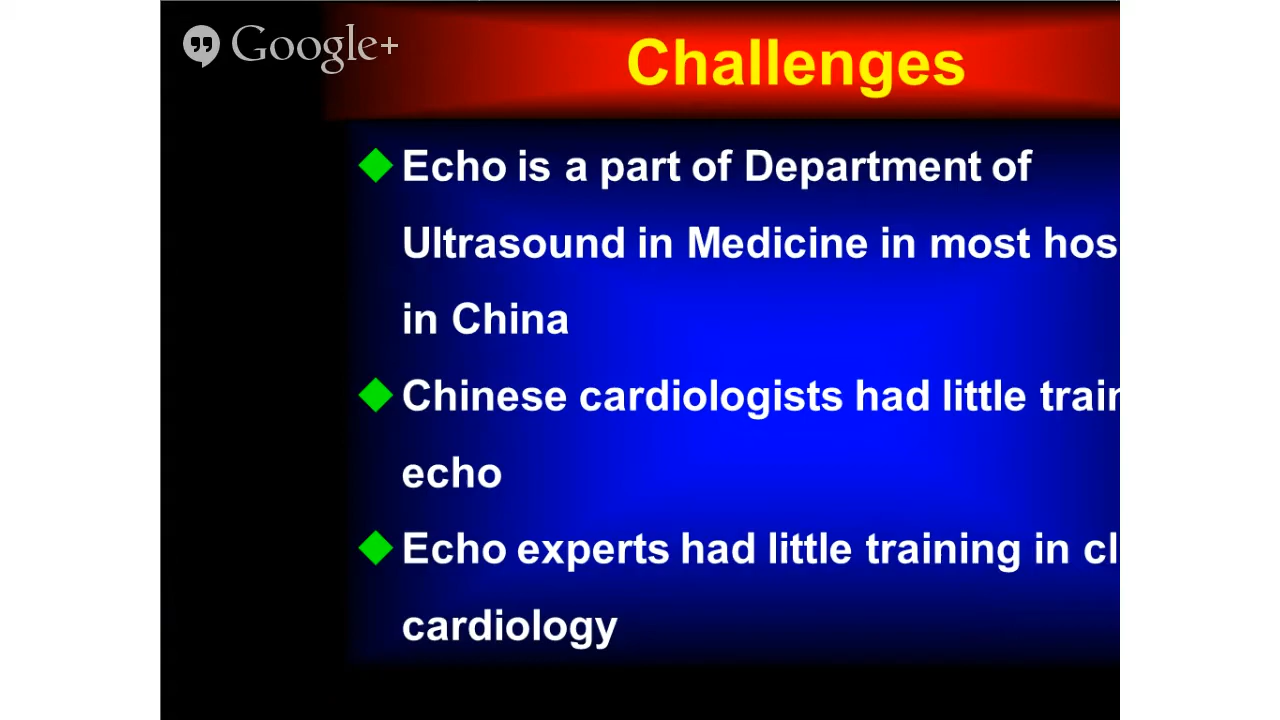 Google+
Challenges
Echo is a part of Department of
Ultrasound in Medicine in most hos
in China
Chinese cardiologists had little train
echo
Echo experts had little training in cl
cardiology